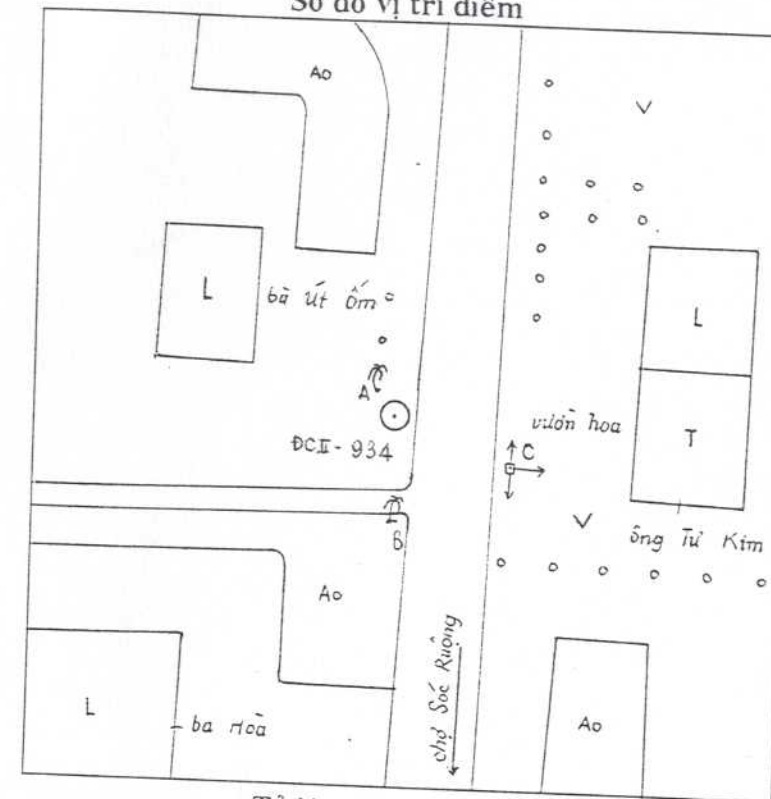 Sơ đồ vị trí điểm
Ao
L
bà út ốm
A
ĐCII-934
L
T
vườn hoa
C
ông Tư Kim
B
Ao
chợ Sóc Ruộng
L
ba Hoà
Ao